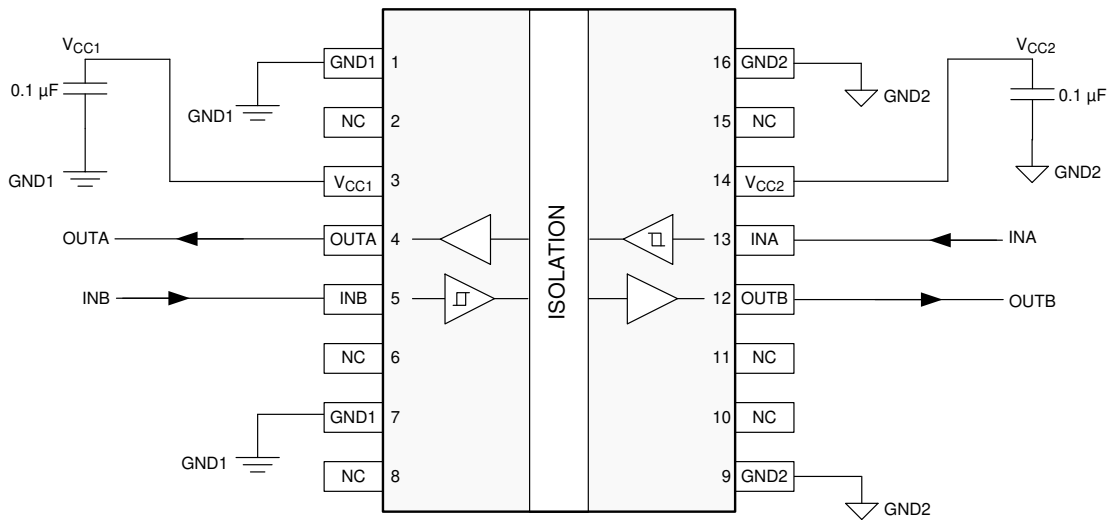 VCC1
0.1 µF
GND1
GND1
GND1 1
NC 2
VCC1 3
OUTA OUTA 4
INB INB 5
NC 6
GND1 GND1 7
NC 8
ISOLATION
16 GND2 GND2
15 NC
14 VCC2
13 INA INA
12 OUTB OUTB
11 NC
10 NC
9 GND2 GND2
VCC2
0.1 µF
GND2